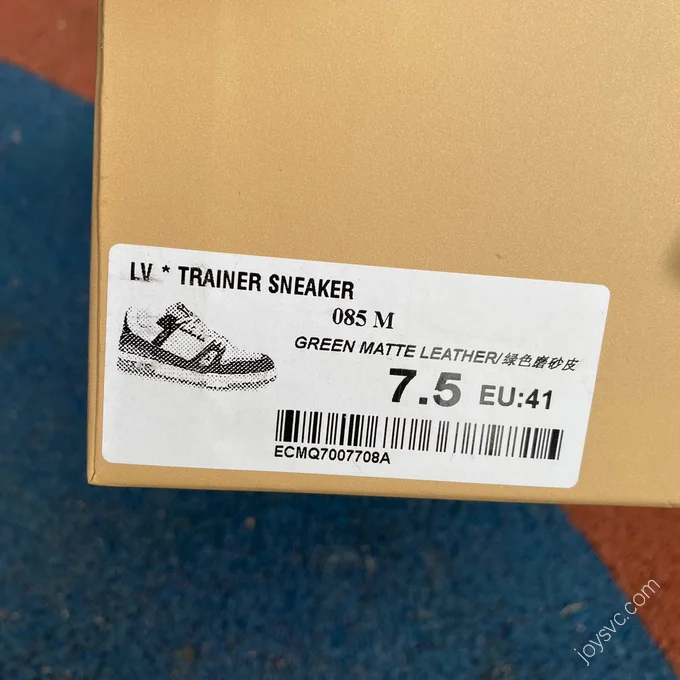 LV * TRAINER SNEAKER
085 M
GREEN MATTE LEATHER/绿色磨砂皮
7.5 EU:41
ECMQ7007708A
joysvc.com